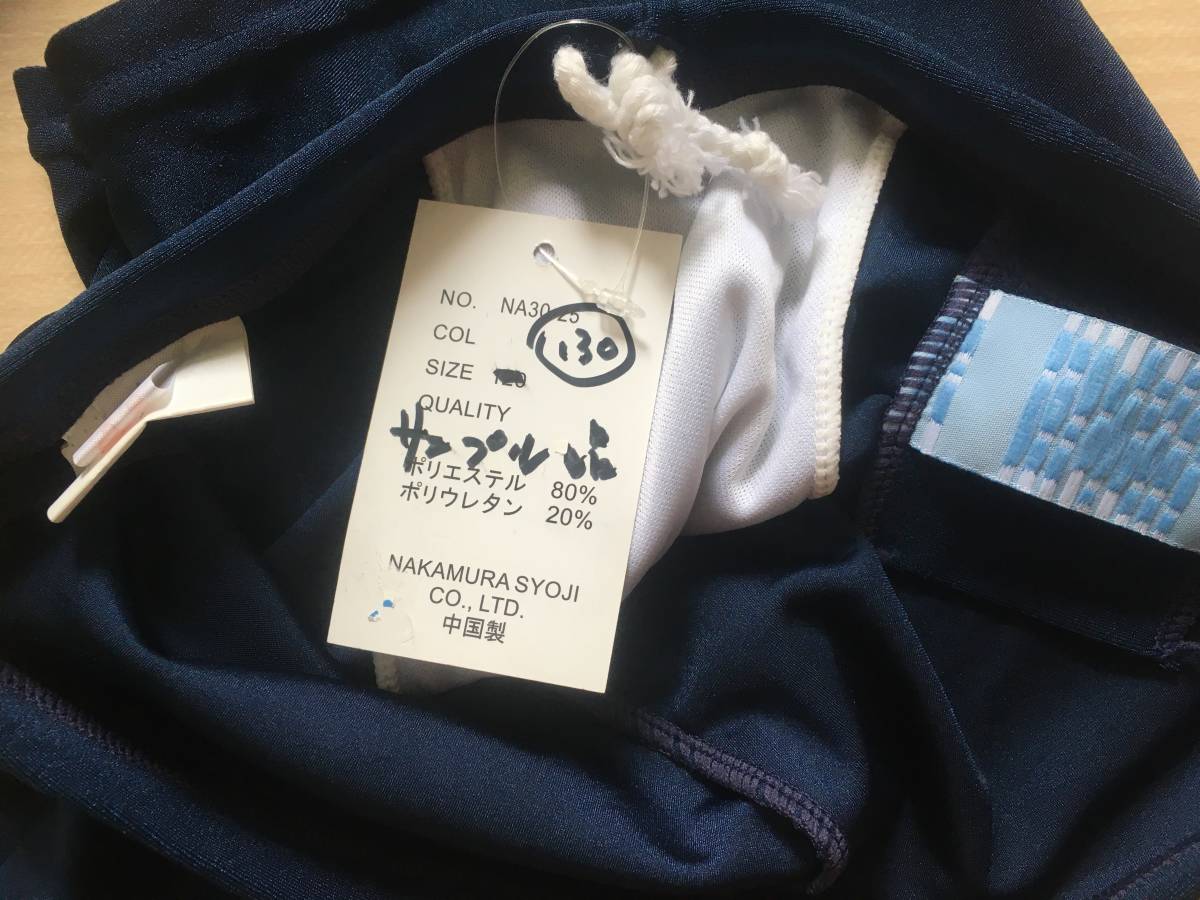 NO. NA30-25
COL
130
SIZE 120
QUALITY
サンプル品
ポリエステル 80%
ポリウレタン 20%
NAKAMURA SYOJI
CO., LTD.
中国製